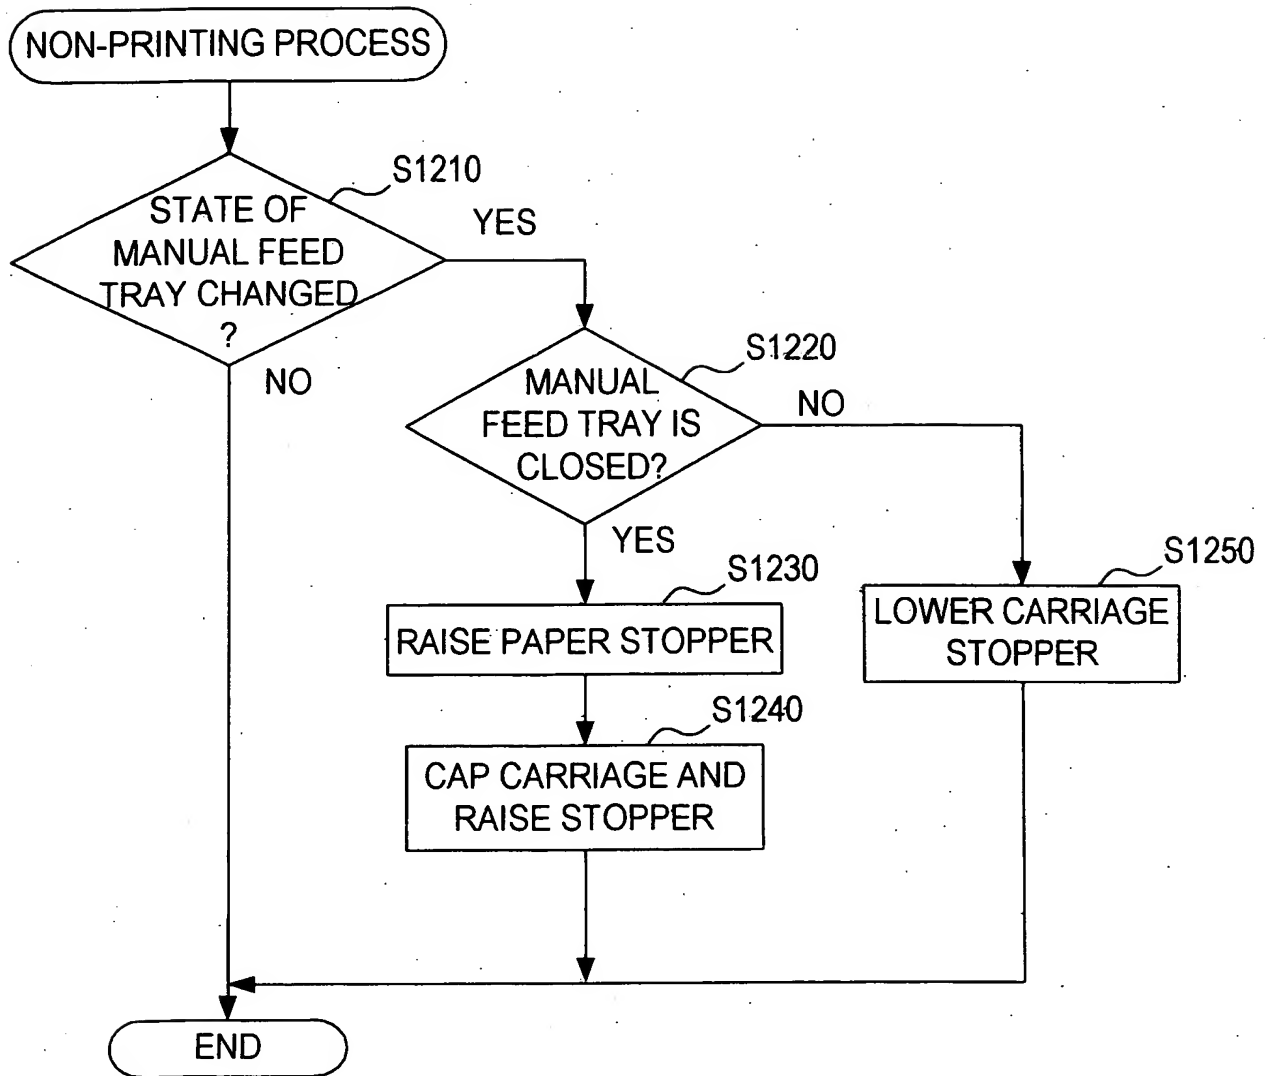 NON-PRINTING PROCESS
S1210
STATE OF
MANUAL FEED
TRAY CHANGED
?
YES
NO
S1220
MANUAL
FEED TRAY IS
CLOSED?
NO
YES
S1230
RAISE PAPER STOPPER
S1250
LOWER CARRIAGE
STOPPER
S1240
CAP CARRIAGE AND
RAISE STOPPER
END